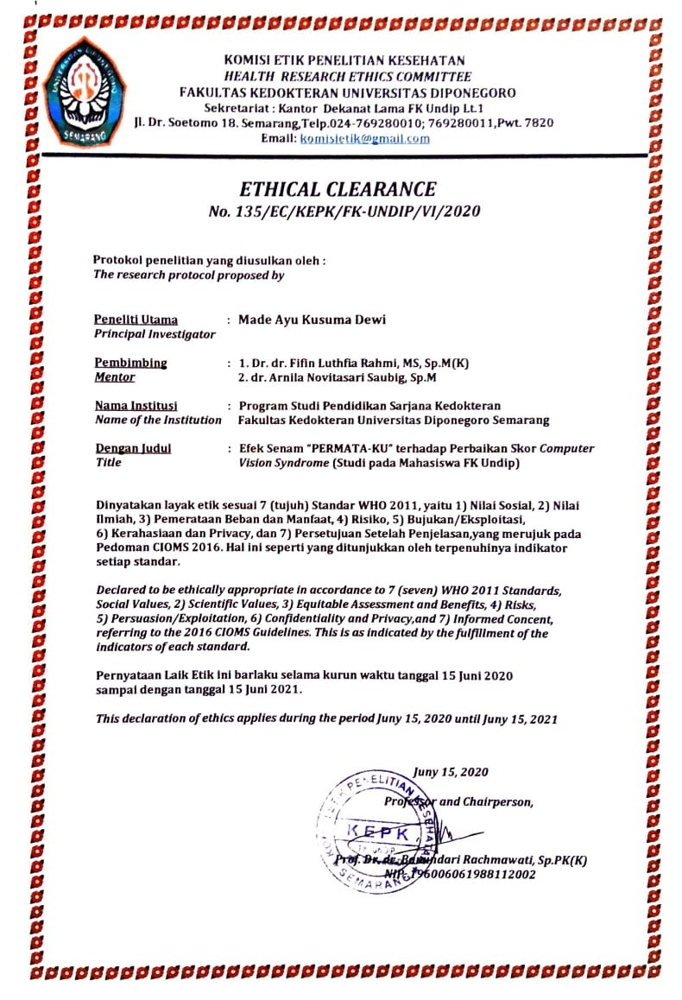 KOMISI ETIK PENELITIAN KESEHATAN
HEALTH RESEARCH ETHICS COMMITTEE
FAKULTAS KEDOKTERAN UNIVERSITAS DIPONEGORO
Sekretariat : Kantor Dekanat Lama FK Undip Lt.1
Jl. Dr. Soetomo 18. Semarang,Telp.024-769280010; 769280011,Pwt. 7820
Email: komisietik@gmail.com
UNIVERSITAS DIPONEGORO
SEMARANG
ETHICAL CLEARANCE
No. 135/EC/KEPK/FK-UNDIP/VI/2020
Protokol penelitian yang diusulkan oleh :
The research protocol proposed by
Peneliti Utama : Made Ayu Kusuma Dewi
Principal Investigator
Pembimbing : 1. Dr. dr. Fifin Luthfia Rahmi, MS, Sp.M(K)
Mentor 2. dr. Arnila Novitasari Saubig, Sp.M
Nama Institusi : Program Studi Pendidikan Sarjana Kedokteran
Name of the Institution Fakultas Kedokteran Universitas Diponegoro Semarang
Dengan Judul : Efek Senam “PERMATA-KU” terhadap Perbaikan Skor Computer
Title Vision Syndrome (Studi pada Mahasiswa FK Undip)
Dinyatakan layak etik sesuai 7 (tujuh) Standar WHO 2011, yaitu 1) Nilai Sosial, 2) Nilai
Ilmiah, 3) Pemerataan Beban dan Manfaat, 4) Risiko, 5) Bujukan/Eksploitasi,
6) Kerahasiaan dan Privacy, dan 7) Persetujuan Setelah Penjelasan,yang merujuk pada
Pedoman CIOMS 2016. Hal ini seperti yang ditunjukkan oleh terpenuhinya indikator
setiap standar.
Declared to be ethically appropriate in accordance to 7 (seven) WHO 2011 Standards,
Social Values, 2) Scientific Values, 3) Equitable Assessment and Benefits, 4) Risks,
5) Persuasion/Exploitation, 6) Confidentiality and Privacy,and 7) Informed Concent,
referring to the 2016 CIOMS Guidelines. This is as indicated by the fulfillment of the
indicators of each standard.
Pernyataan Laik Etik ini barlaku selama kurun waktu tanggal 15 Juni 2020
sampai dengan tanggal 15 Juni 2021.
This declaration of ethics applies during the period Juny 15, 2020 until Juny 15, 2021
Juny 15, 2020
Professor and Chairperson,
PENELITIAN KESEHATAN
KEPK
FK UNDIP
SEMARANG
Prof. Dr. dr. Banundari Rachmawati, Sp.PK(K)
NIP. 196006061988112002